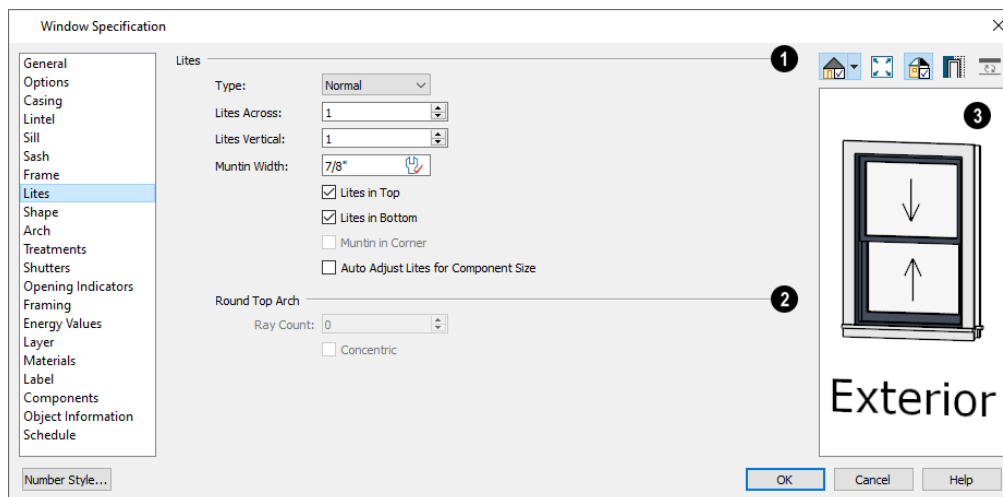 Window Specification
General
Options
Casing
Lintel
Sill
Sash
Frame
Lites
Shape
Arch
Treatments
Shutters
Opening Indicators
Framing
Energy Values
Layer
Materials
Label
Components
Object Information
Schedule
Lites
1
Type: Normal
Lites Across: 1
Lites Vertical: 1
Muntin Width: 7/8"
Lites in Top
Lites in Bottom
Muntin in Corner
Auto Adjust Lites for Component Size
Round Top Arch
2
Ray Count: 0
Concentric
3
Exterior
Number Style... OK Cancel Help